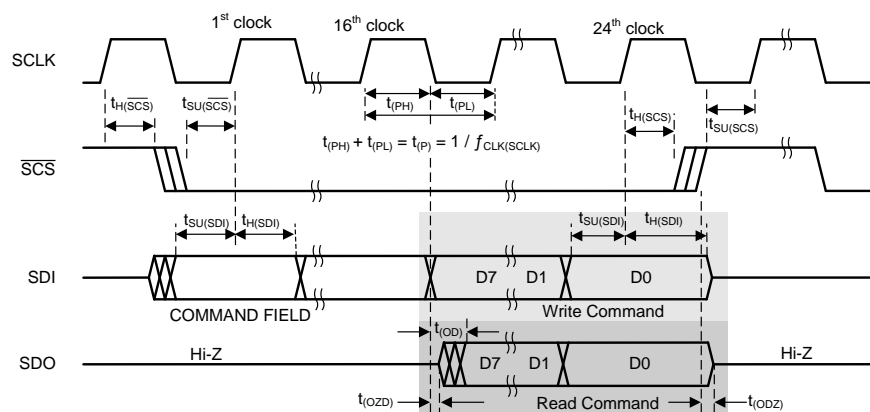 1st clock
16th clock
24th clock
SCLK
tH(SCS)
tSU(SCS)
t(PH)
t(PL)
tH(SCS)
tSU(SCS)
t(PH) + t(PL) = t(P) = 1 / fCLK(SCLK)
SCS
tSU(SDI)
tH(SDI)
tSU(SDI)
tH(SDI)
SDI
D7
D1
D0
COMMAND FIELD
Write Command
t(OD)
SDO
Hi-Z
D7
D1
D0
Hi-Z
t(OZD)
Read Command
t(ODZ)